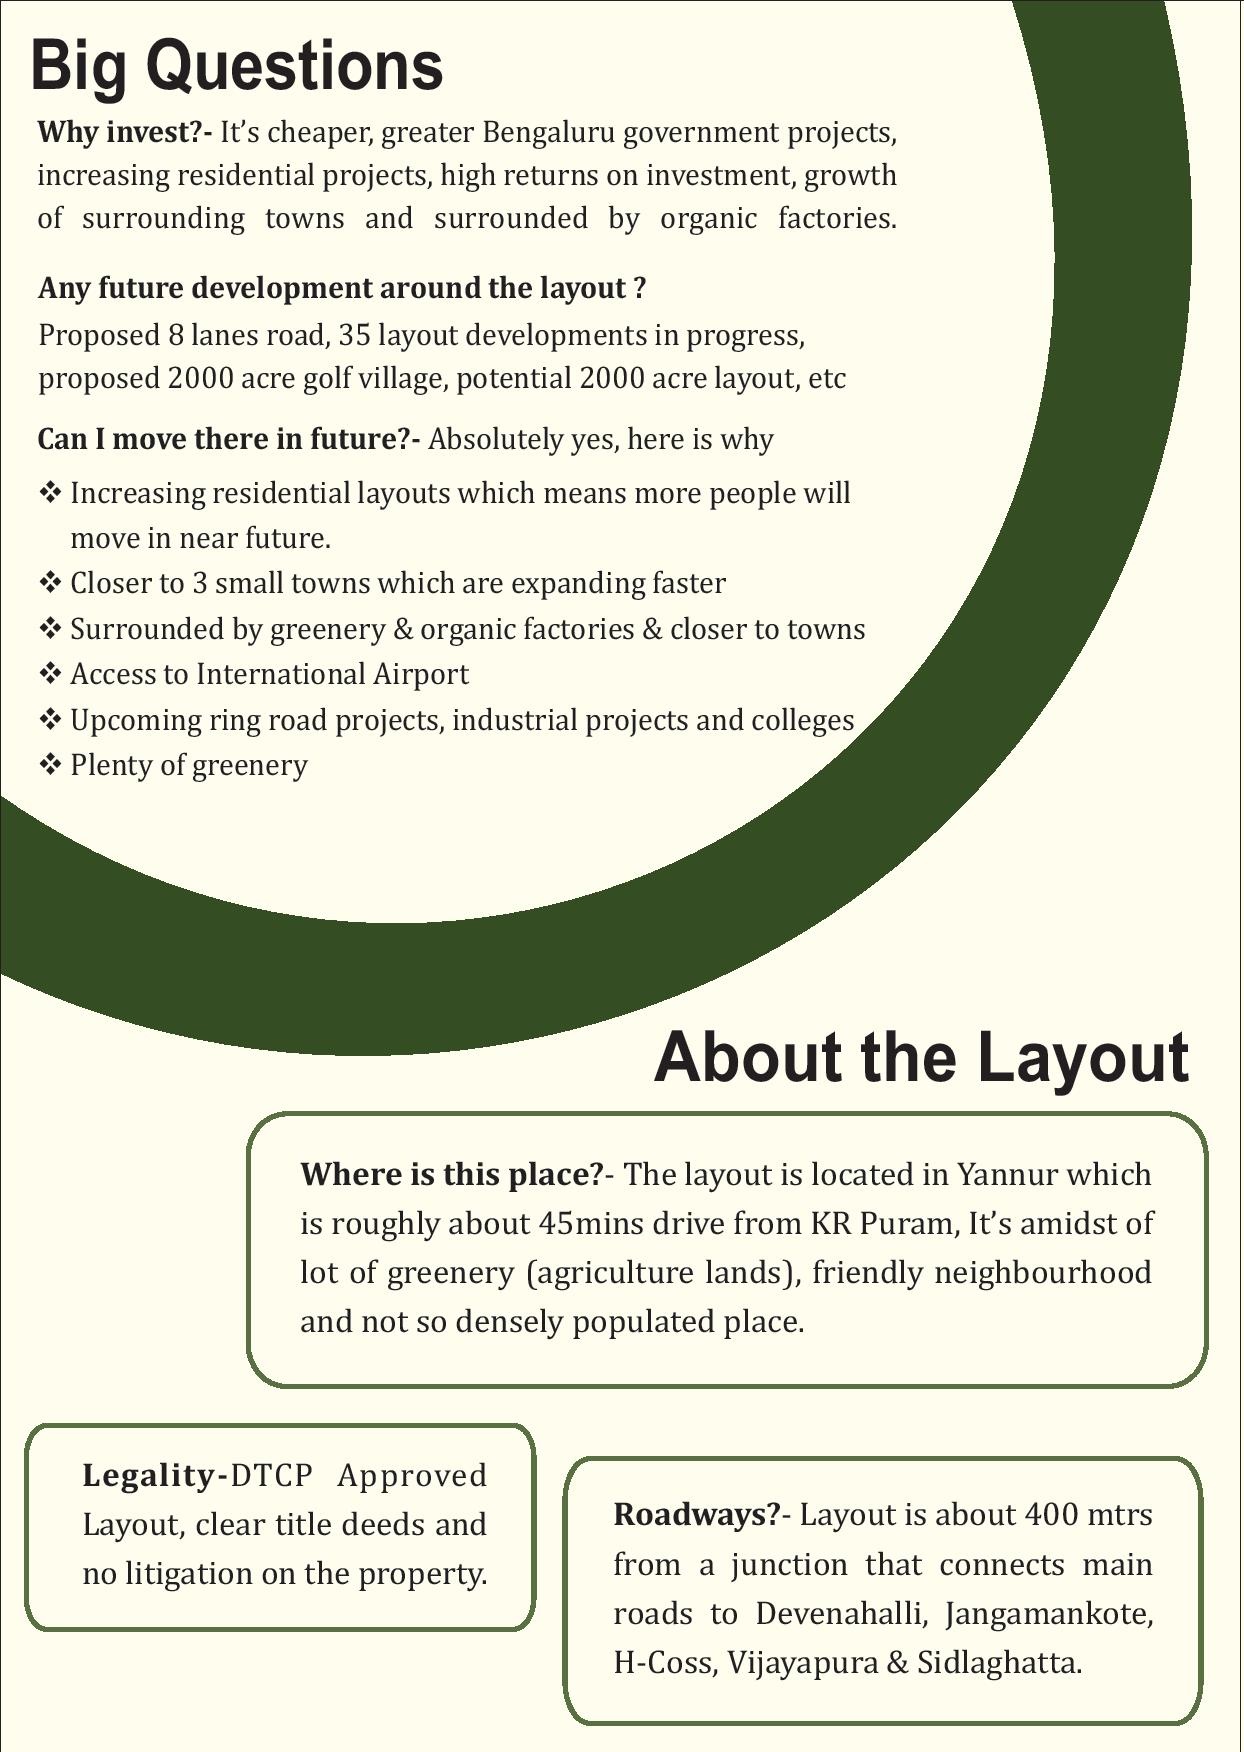 Big Questions
Why invest?- It's cheaper, greater Bengaluru government projects,
increasing residential projects, high returns on investment, growth
of surrounding towns and surrounded by organic factories.
Any future development around the layout ?
Proposed 8 lanes road, 35 layout developments in progress,
proposed 2000 acre golf village, potential 2000 acre layout, etc
Can I move there in future?- Absolutely yes, here is why
❖ Increasing residential layouts which means more people will
move in near future.
❖ Closer to 3 small towns which are expanding faster
❖ Surrounded by greenery & organic factories & closer to towns
❖ Access to International Airport
❖ Upcoming ring road projects, industrial projects and colleges
❖ Plenty of greenery
About the Layout
Where is this place?- The layout is located in Yannur which
is roughly about 45mins drive from KR Puram, It's amidst of
lot of greenery (agriculture lands), friendly neighbourhood
and not so densely populated place.
Legality-DTCP Approved
Layout, clear title deeds and
no litigation on the property.
Roadways?- Layout is about 400 mtrs
from a junction that connects main
roads to Devenahalli, Jangamankote,
H-Coss, Vijayapura & Sidlaghatta.